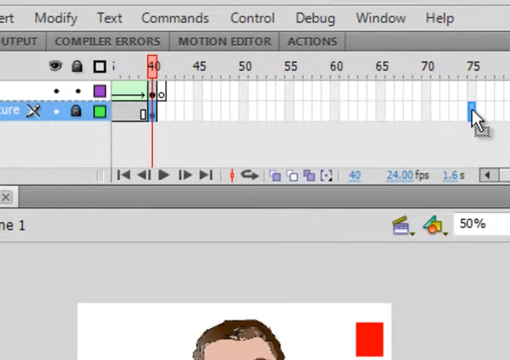 ert Modify Text Commands Control Debug Window Help
UTPUT COMPILER ERRORS MOTION EDITOR ACTIONS
40 45 50 55 60 65 70 75
ture
40 24.00 fps 1.6 s
ne 1 50%